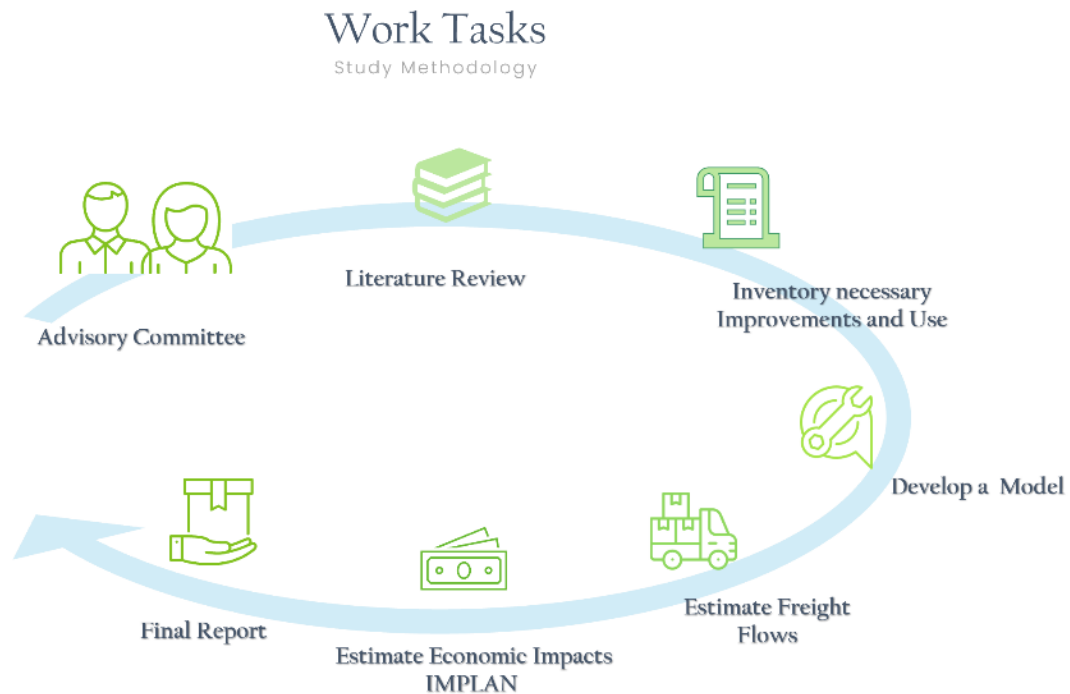 Work Tasks
Study Methodology
Advisory Committee
Literature Review
Inventory necessary
Improvements and Use
Develop a Model
Estimate Freight
Flows
Estimate Economic Impacts
IMPLAN
Final Report